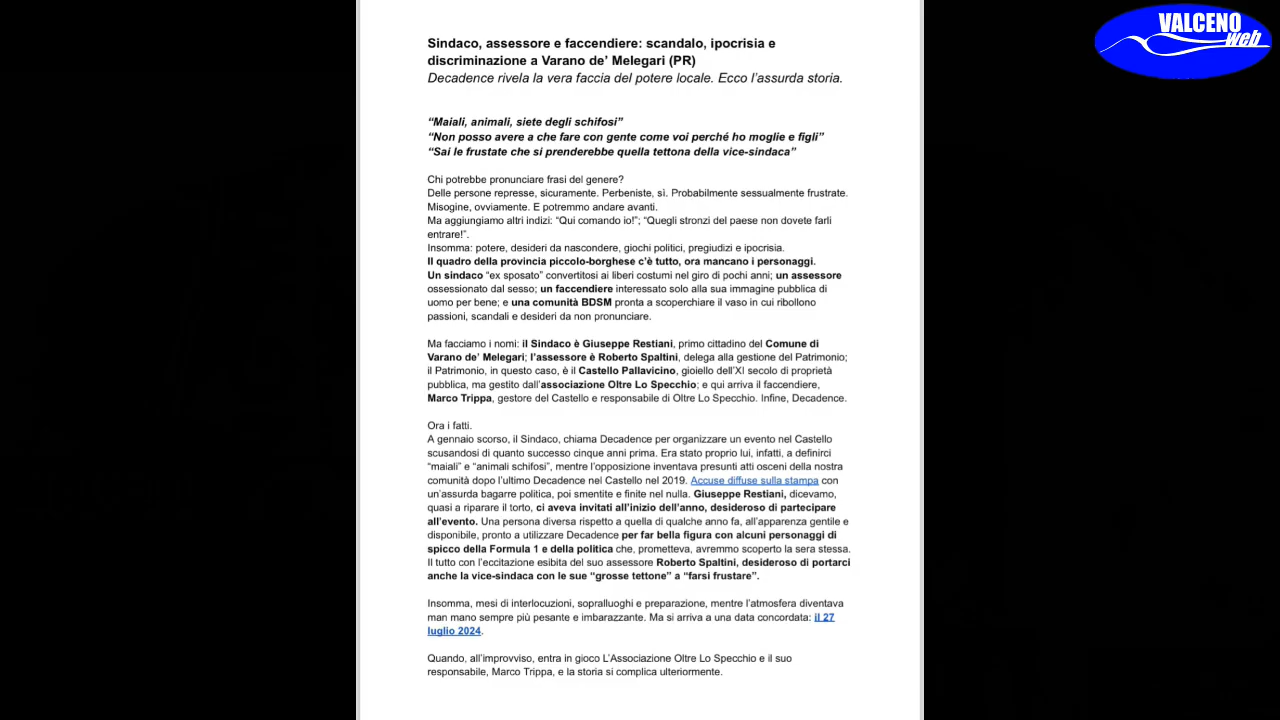 VALCENO
web
Sindaco, assessore e faccendiere: scandalo, ipocrisia e
discriminazione a Varano de’ Melegari (PR)
Decadence rivela la vera faccia del potere locale. Ecco l’assurda storia.
“Maiali, animali, siete degli schifosi”
“Non posso avere a che fare con gente come voi perché ho moglie e figli”
“Sai le frustate che si prenderebbe quella tettona della vice-sindaca”
Chi potrebbe pronunciare frasi del genere?
Delle persone represse, sicuramente. Perbeniste, sì. Probabilmente sessualmente frustrate.
Misogine, ovviamente. E potremmo andare avanti.
Ma aggiungiamo altri indizi: “Qui comando io!”; “Quegli stronzi del paese non dovete farli
entrare!”.
Insomma: potere, desideri da nascondere, giochi politici, pregiudizi e ipocrisia.
Il quadro della provincia piccolo-borghese c’è tutto, ora mancano i personaggi.
Un sindaco “ex sposato” convertitosi ai liberi costumi nel giro di pochi anni; un assessore
ossessionato dal sesso; un faccendiere interessato solo alla sua immagine pubblica di
uomo per bene; e una comunità BDSM pronta a scoperchiare il vaso in cui ribollono
passioni, scandali e desideri da non pronunciare.
Ma facciamo i nomi: il Sindaco è Giuseppe Restiani, primo cittadino del Comune di
Varano de’ Melegari; l’assessore è Roberto Spaltini, delega alla gestione del Patrimonio;
il Patrimonio, in questo caso, è il Castello Pallavicino, gioiello dell’XI secolo di proprietà
pubblica, ma gestito dall’associazione Oltre Lo Specchio; e qui arriva il faccendiere,
Marco Trippa, gestore del Castello e responsabile di Oltre Lo Specchio. Infine, Decadence.
Ora i fatti.
A gennaio scorso, il Sindaco, chiama Decadence per organizzare un evento nel Castello
scusandosi di quanto successo cinque anni prima. Era stato proprio lui, infatti, a definirci
“maiali” e “animali schifosi”, mentre l’opposizione inventava presunti atti osceni della nostra
comunità dopo l’ultimo Decadence nel Castello nel 2019. Accuse diffuse sulla stampa con
un’assurda bagarre politica, poi smentite e finite nel nulla. Giuseppe Restiani, dicevamo,
quasi a riparare il torto, ci aveva invitati all’inizio dell’anno, desideroso di partecipare
all’evento. Una persona diversa rispetto a quella di qualche anno fa, all’apparenza gentile e
disponibile, pronto a utilizzare Decadence per far bella figura con alcuni personaggi di
spicco della Formula 1 e della politica che, prometteva, avremmo scoperto la sera stessa.
Il tutto con l’eccitazione esibita del suo assessore Roberto Spaltini, desideroso di portarci
anche la vice-sindaca con le sue “grosse tettone” a “farsi frustare”.
Insomma, mesi di interlocuzioni, sopralluoghi e preparazione, mentre l’atmosfera diventava
man mano sempre più pesante e imbarazzante. Ma si arriva a una data concordata: il 27
luglio 2024.
Quando, all’improvviso, entra in gioco L’Associazione Oltre Lo Specchio e il suo
responsabile, Marco Trippa, e la storia si complica ulteriormente.